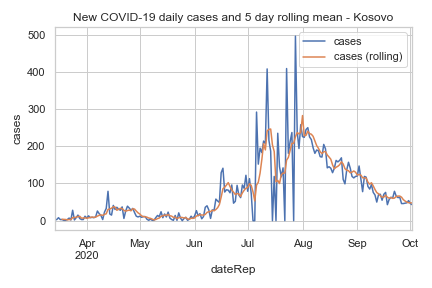 New COVID-19 daily cases and 5 day rolling mean - Kosovo
cases
cases (rolling)
500
400
300
200
100
0
cases
Apr
2020
May
Jun
Jul
Aug
Sep
Oct
dateRep